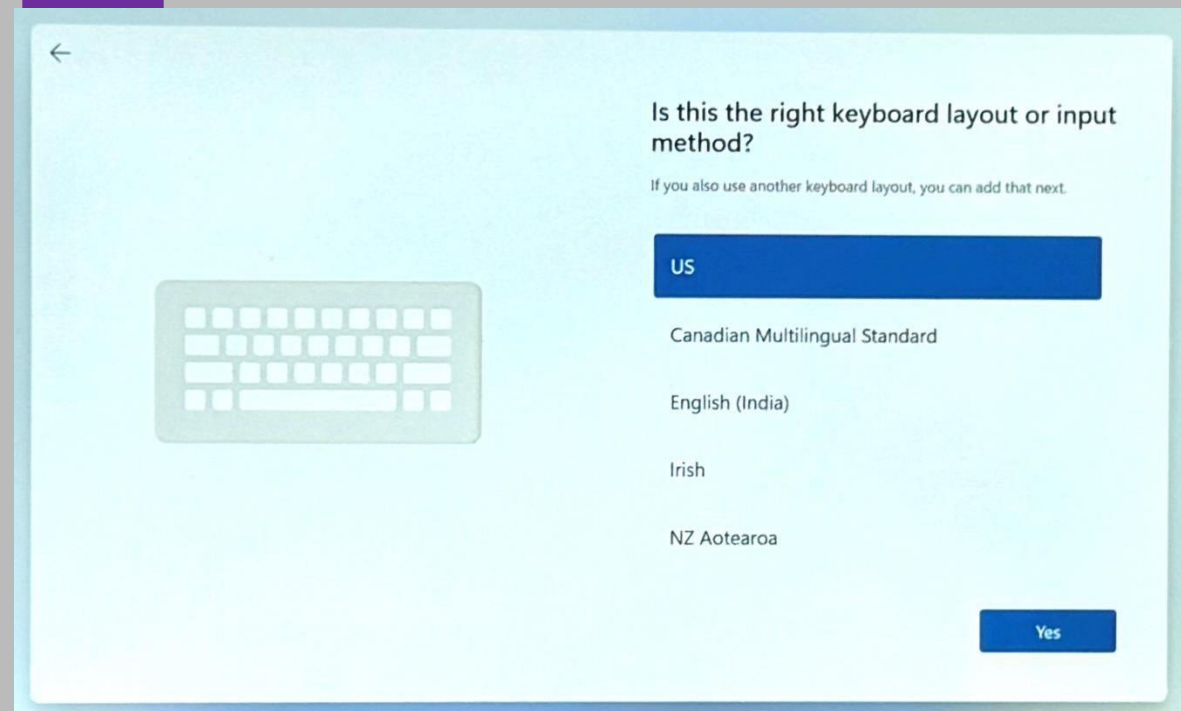 Is this the right keyboard layout or input
method?
If you also use another keyboard layout, you can add that next.
US
Canadian Multilingual Standard
English (India)
Irish
NZ Aotearoa
Yes